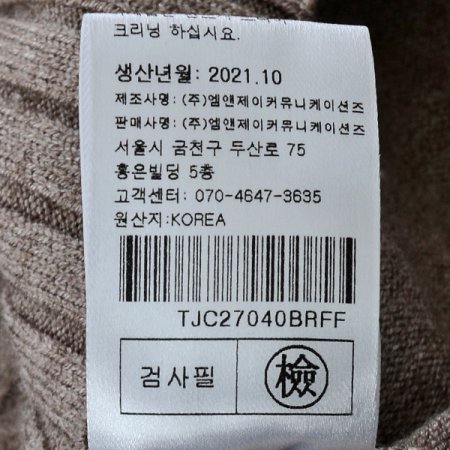 크리닝 하십시요.
생산년월: 2021.10
제조사명: (주)엠앤제이커뮤니케이션즈
판매사명: (주)엠앤제이커뮤니케이션즈
서울시 금천구 두산로 75
홍은빌딩 5층
고객센터: 070-4647-3635
원산지:KOREA
TJC27040BRFF
검사필 檢